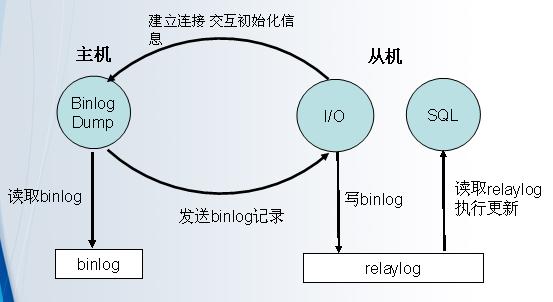 建立连接 交互初始化信
息
主机
从机
Binlog
Dump
I/O
SQL
读取binlog
发送binlog记录
写binlog
读取relaylog
执行更新
binlog
relaylog